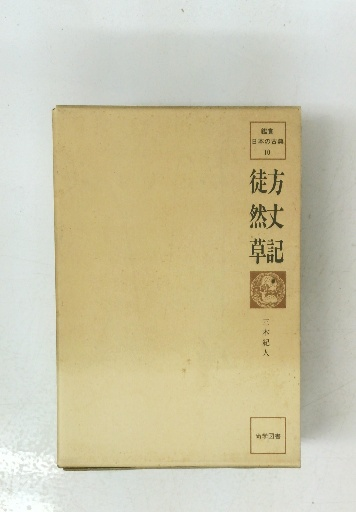 鑑賞
日本の古典
10
方丈記
徒然草
三木紀人
尚学図書